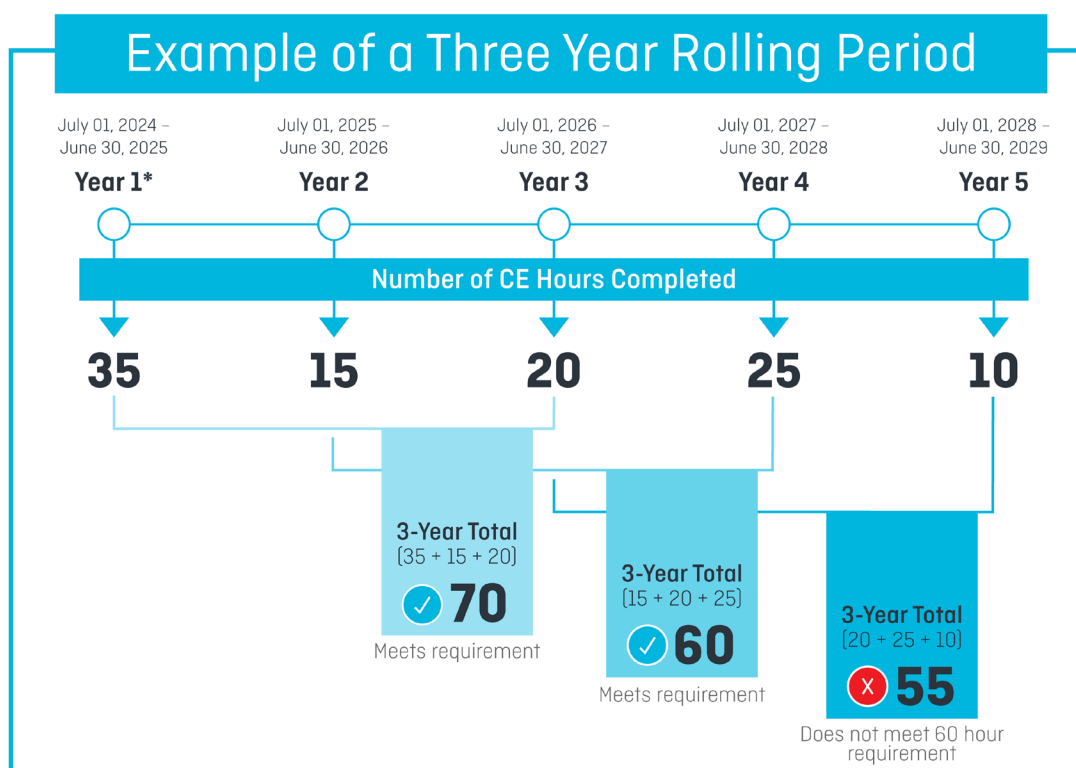 Example of a Three Year Rolling Period
July 01, 2024 –
June 30, 2025
Year 1*
July 01, 2025 –
June 30, 2026
Year 2
July 01, 2026 –
June 30, 2027
Year 3
July 01, 2027 –
June 30, 2028
Year 4
July 01, 2028 –
June 30, 2029
Year 5
Number of CE Hours Completed
35
15
20
25
10
3-Year Total
(35 + 15 + 20)
70
Meets requirement
3-Year Total
(15 + 20 + 25)
60
Meets requirement
3-Year Total
(20 + 25 + 10)
X
55
Does not meet 60 hour
requirement